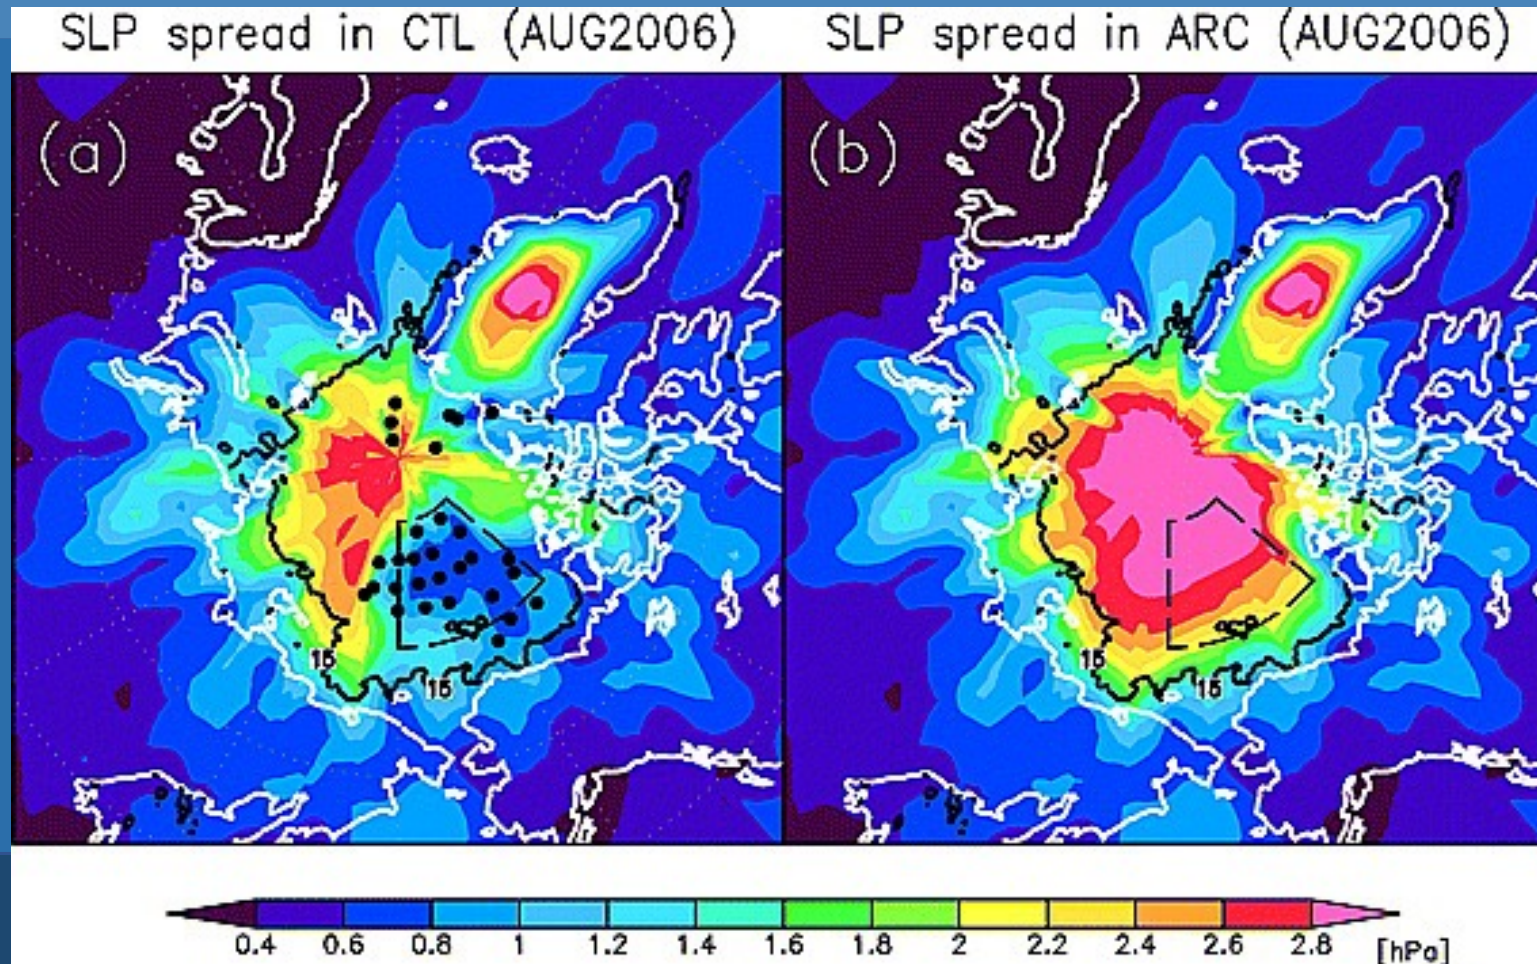 SLP spread in CTL (AUG2006)
SLP spread in ARC (AUG2006)
(a)
(b)
15
15
15
15
0.4 0.6 0.8 1 1.2 1.4 1.6 1.8 2 2.2 2.4 2.6 2.8 [hPa]